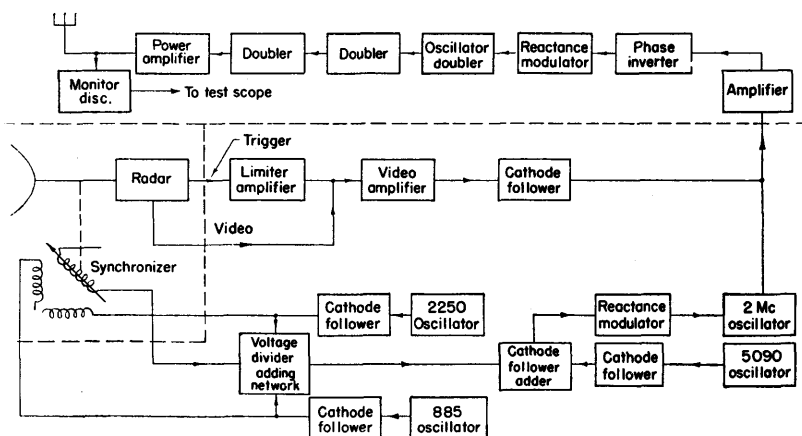 Power
amplifier
Doubler
Doubler
Oscillator
doubler
Reactance
modulator
Phase
inverter
Monitor
disc.
To test scope
Amplifier
Trigger
Radar
Limiter
amplifier
Video
amplifier
Cathode
follower
Video
Synchronizer
Cathode
follower
2250
Oscillator
Reactance
modulator
2 Mc
oscillator
Voltage
divider
adding
network
Cathode
follower
adder
Cathode
follower
5090
oscillator
Cathode
follower
885
oscillator